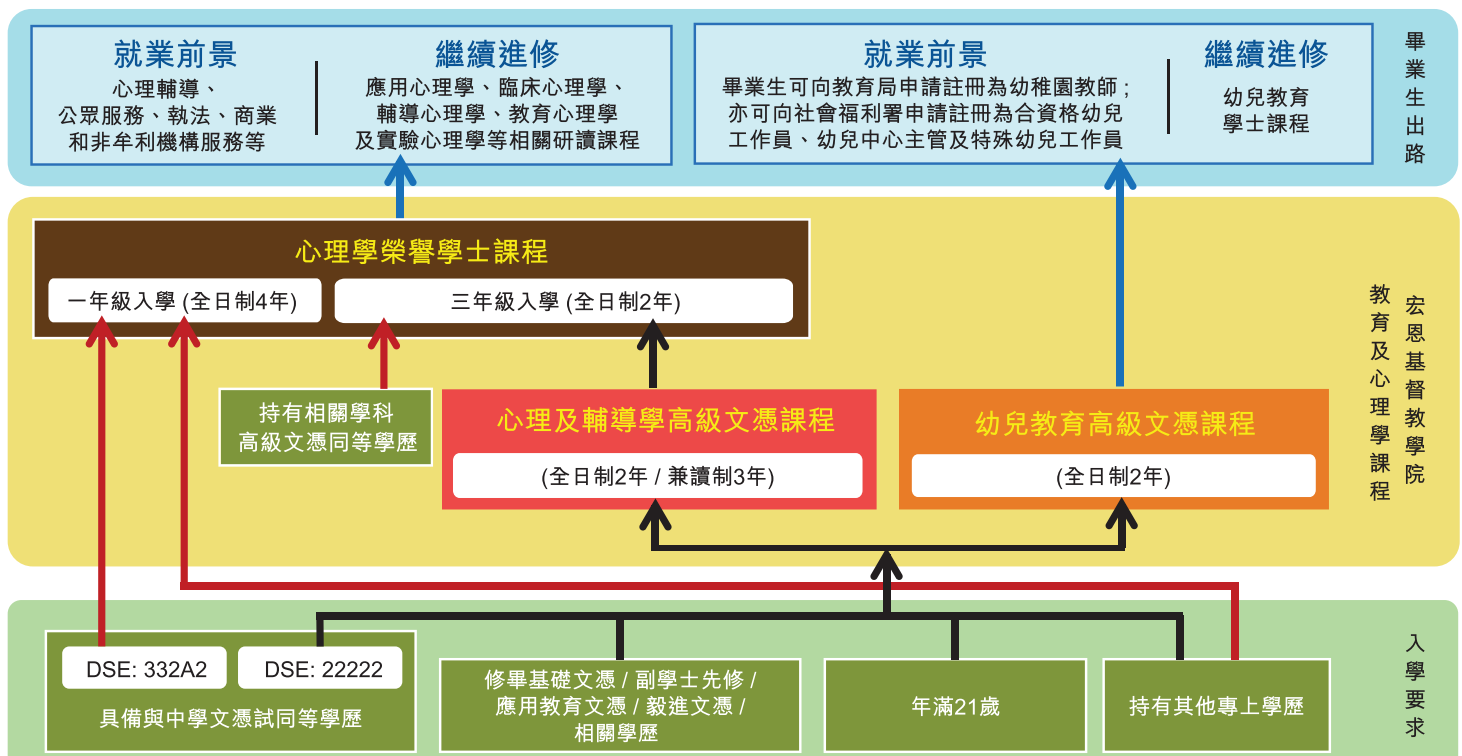 就業前景
心理輔導、
公眾服務、執法、商業
和非牟利機構服務等
繼續進修
應用心理學、臨床心理學、
輔導心理學、教育心理學
及實驗心理學等相關研讀課程
就業前景
畢業生可向教育局申請註冊為幼稚園教師 ;
亦可向社會福利署申請註冊為合資格幼兒
工作員、幼兒中心主管及特殊幼兒工作員
繼續進修
幼兒教育
學士課程
畢業生出路
心理學榮譽學士課程
一年級入學 (全日制4年)
三年級入學 (全日制2年)
持有相關學科
高級文憑同等學歷
心理及輔導學高級文憑課程
(全日制2年 / 兼讀制3年)
幼兒教育高級文憑課程
(全日制2年)
宏恩基督教學院
教育及心理學課程
DSE: 332A2
DSE: 22222
具備與中學文憑試同等學歷
修畢基礎文憑 / 副學士先修 /
應用教育文憑 / 毅進文憑 /
相關學歷
年滿21歲
持有其他專上學歷
入學要求